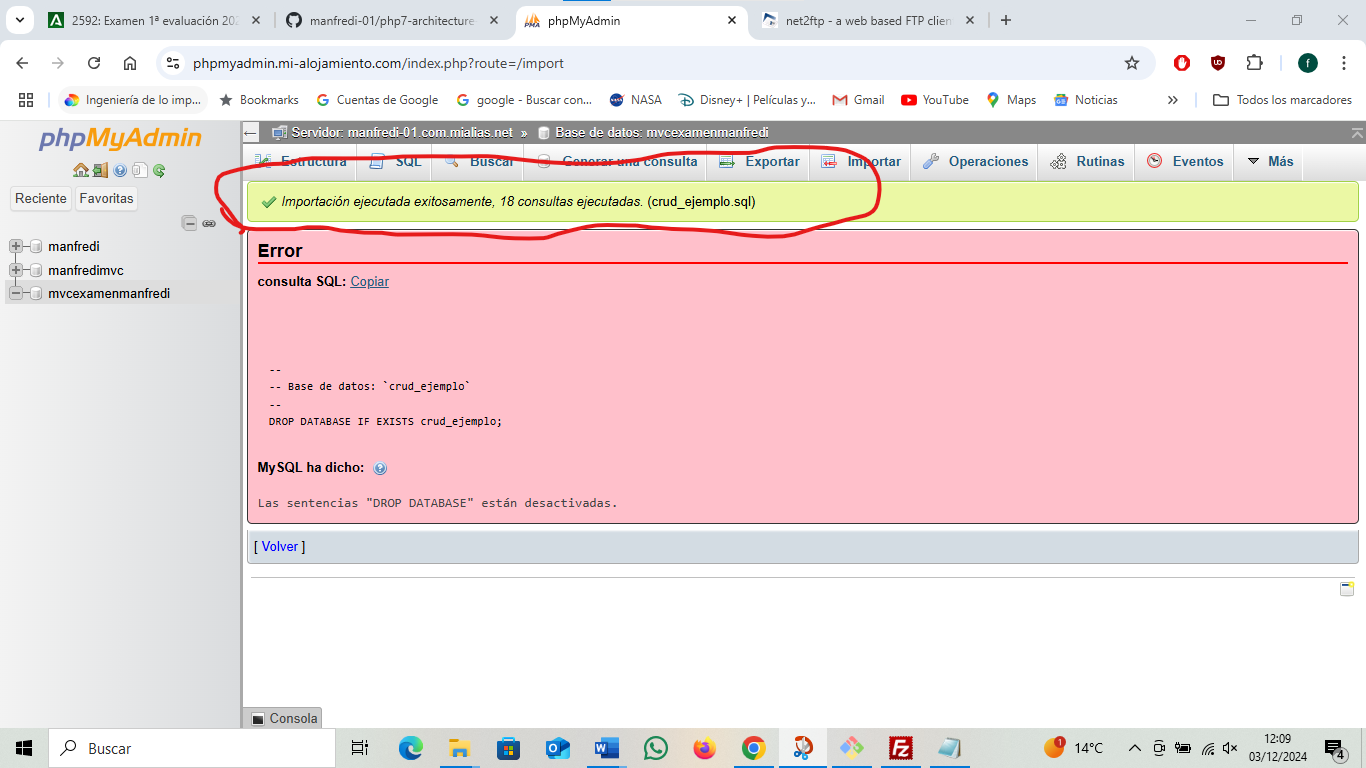 2592: Examen 1ª evaluación 202
manfredi-01/php7-architecture
phpMyAdmin
net2ftp - a web based FTP clien
phpmyadmin.mi-alojamiento.com/index.php?route=/import
f
Ingeniería de lo imp...
Bookmarks
Cuentas de Google
google - Buscar con...
NASA
Disney+ | Películas y...
Gmail
YouTube
Maps
Noticias
Todos los marcadores
phpMyAdmin
Servidor: manfredi-01.com.mialias.net » Base de datos: mvcexamenmanfredi
Estructura
SQL
Buscar
Generar una consulta
Exportar
Importar
Operaciones
Rutinas
Eventos
Más
Reciente
Favoritas
manfredi
manfredimvc
mvcexamenmanfredi
Importación ejecutada exitosamente, 18 consultas ejecutadas. (crud_ejemplo.sql)
Error
consulta SQL: Copiar
--
-- Base de datos: `crud_ejemplo`
--
DROP DATABASE IF EXISTS crud_ejemplo;
MySQL ha dicho:
Las sentencias "DROP DATABASE" están desactivadas.
[ Volver ]
Consola
Buscar
1
14°C
12:09
03/12/2024
4